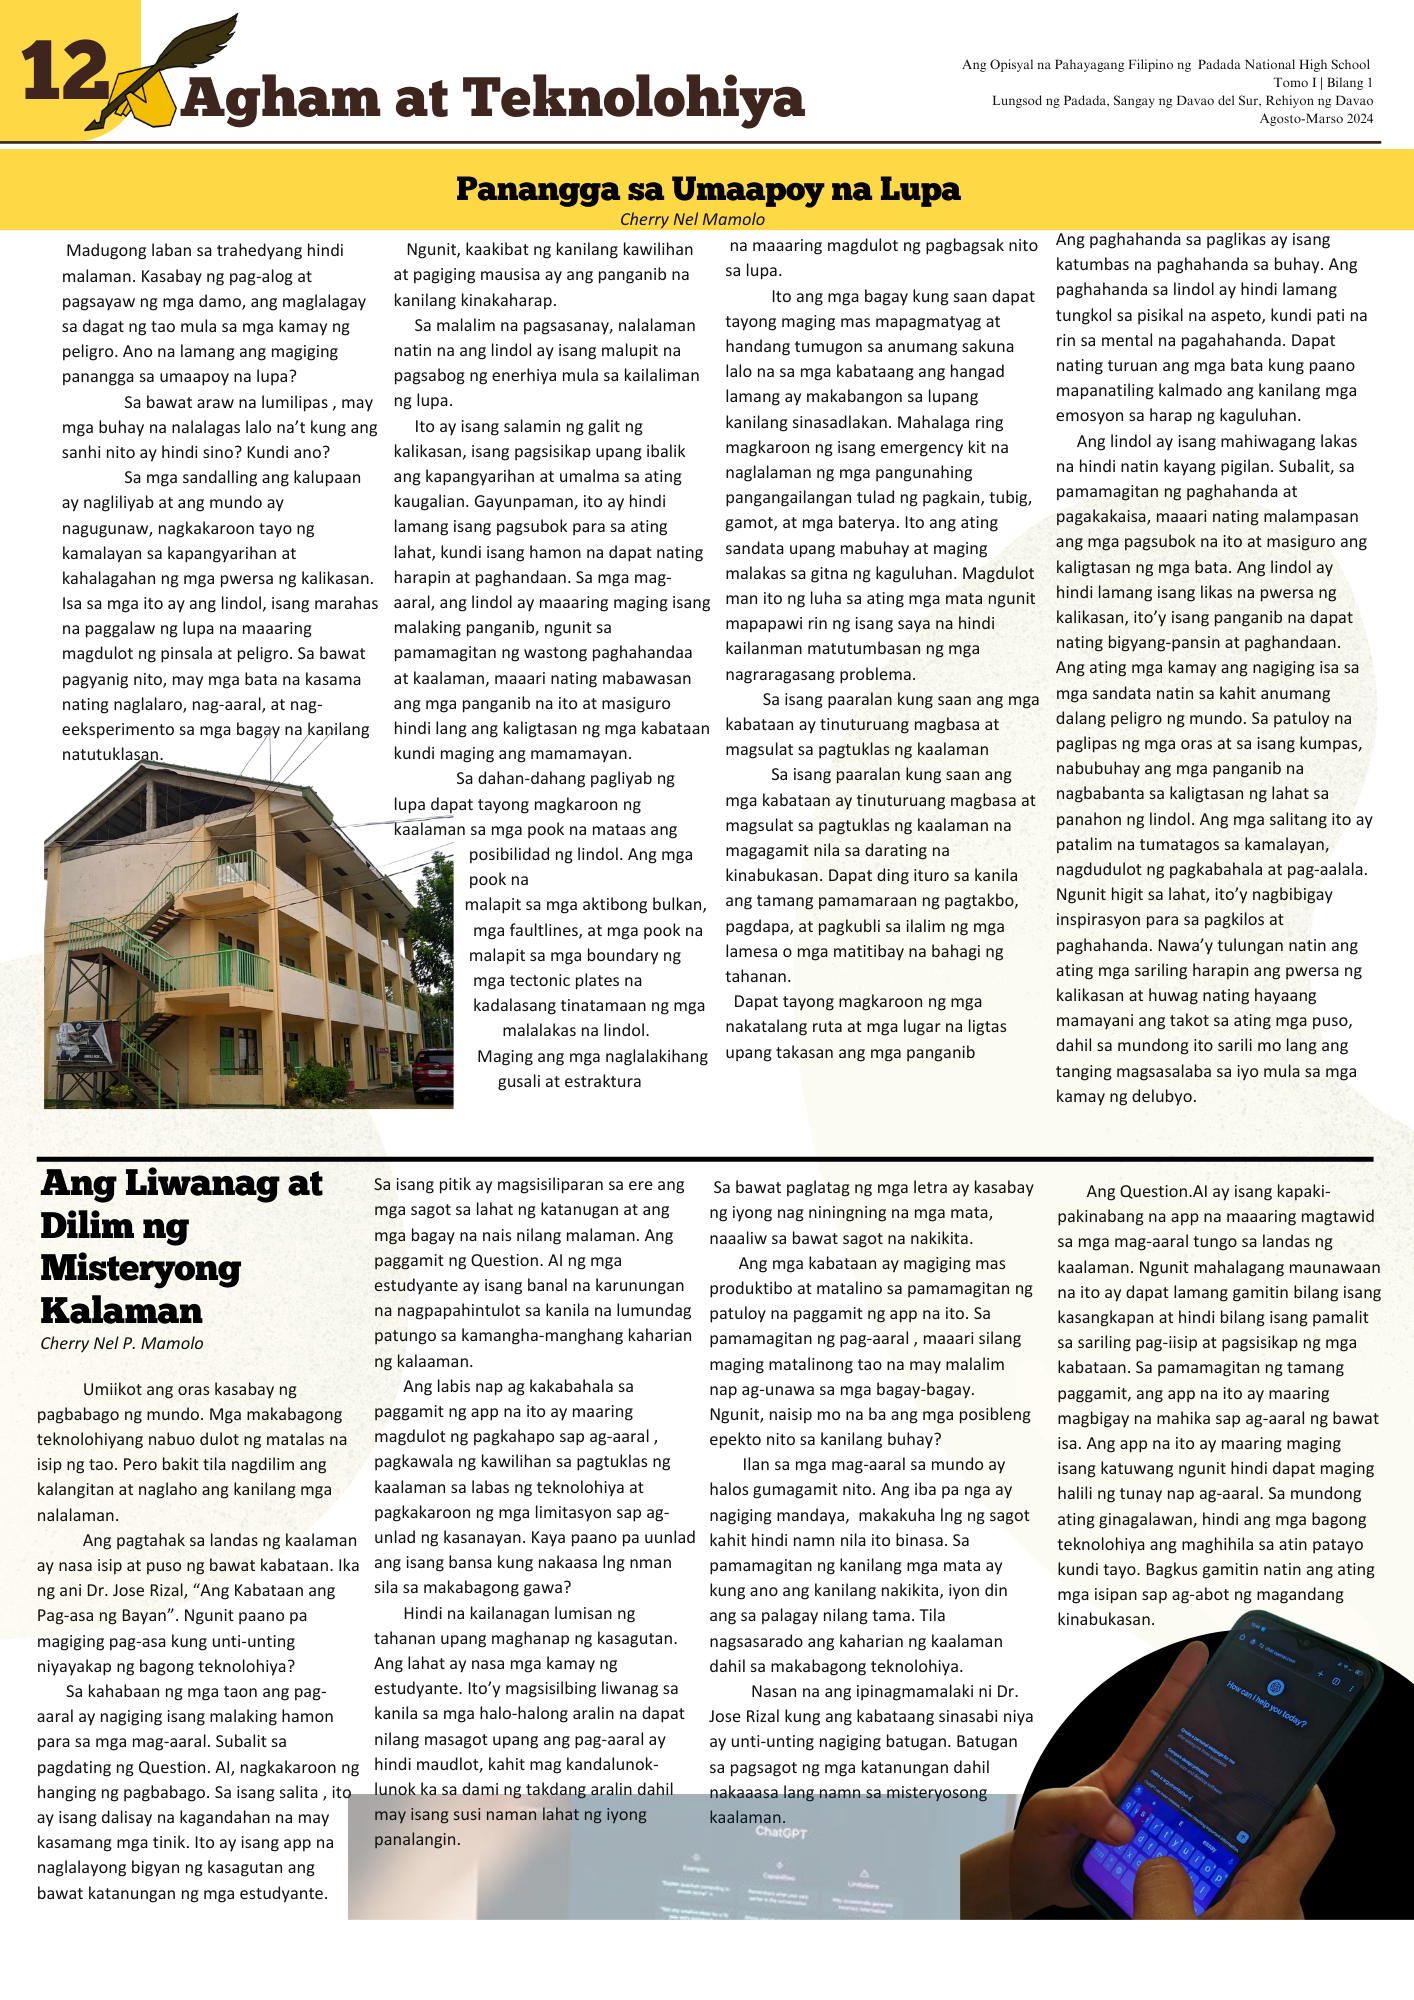 12
Agham at Teknolohiya
Ang Opisyal na Pahayagang Filipino ng Padada National High School
Tomo I | Bilang 1
Lungsod ng Padada, Sangay ng Davao del Sur, Rehiyon ng Davao
Agosto-Marso 2024
Panangga sa Umaapoy na Lupa
Cherry Nel Mamolo
Madugong laban sa trahedyang hindi
malaman. Kasabay ng pag-alog at
pagsayaw ng mga damo, ang maglalagay
sa dagat ng tao mula sa mga kamay ng
peligro. Ano na lamang ang magiging
panangga sa umaapoy na lupa?
Sa bawat araw na lumilipas , may
mga buhay na nalalagas lalo na’t kung ang
sanhi nito ay hindi sino? Kundi ano?
Sa mga sandalling ang kalupaan
ay nagliliyab at ang mundo ay
nagugunaw, nagkakaroon tayo ng
kamalayan sa kapangyarihan at
kahalagahan ng mga pwersa ng kalikasan.
Isa sa mga ito ay ang lindol, isang marahas
na paggalaw ng lupa na maaaring
magdulot ng pinsala at peligro. Sa bawat
pagyanig nito, may mga bata na kasama
nating naglalaro, nag-aaral, at nag-
eeksperimento sa mga bagay na kanilang
natutuklasan.
Ngunit, kaakibat ng kanilang kawilihan
at pagiging mausisa ay ang panganib na
kanilang kinakaharap.
Sa malalim na pagsasanay, nalalaman
natin na ang lindol ay isang malupit na
pagsabog ng enerhiya mula sa kailaliman
ng lupa.
Ito ay isang salamin ng galit ng
kalikasan, isang pagsisikap upang ibalik
ang kapangyarihan at umalma sa ating
kaugalian. Gayunpaman, ito ay hindi
lamang isang pagsubok para sa ating
lahat, kundi isang hamon na dapat nating
harapin at paghandaan. Sa mga mag-
aaral, ang lindol ay maaaring maging isang
malaking panganib, ngunit sa
pamamagitan ng wastong paghahandaa
at kaalaman, maaari nating mabawasan
ang mga panganib na ito at masiguro
hindi lang ang kaligtasan ng mga kabataan
kundi maging ang mamamayan.
Sa dahan-dahang pagliyab ng
lupa dapat tayong magkaroon ng
kaalaman sa mga pook na mataas ang
posibilidad ng lindol. Ang mga
pook na
malapit sa mga aktibong bulkan,
mga faultlines, at mga pook na
malapit sa mga boundary ng
mga tectonic plates na
kadalasang tinatamaan ng mga
malalakas na lindol.
Maging ang mga naglalakihang
gusali at estraktura
na maaaring magdulot ng pagbagsak nito
sa lupa.
Ito ang mga bagay kung saan dapat
tayong maging mas mapagmatyag at
handang tumugon sa anumang sakuna
lalo na sa mga kabataang ang hangad
lamang ay makabangon sa lupang
kanilang sinasadlakan. Mahalaga ring
magkaroon ng isang emergency kit na
naglalaman ng mga pangunahing
pangangailangan tulad ng pagkain, tubig,
gamot, at mga baterya. Ito ang ating
sandata upang mabuhay at maging
malakas sa gitna ng kaguluhan. Magdulot
man ito ng luha sa ating mga mata ngunit
mapapawi rin ng isang saya na hindi
kailanman matutumbasan ng mga
nagraragasang problema.
Sa isang paaralan kung saan ang mga
kabataan ay tinuturuang magbasa at
magsulat sa pagtuklas ng kaalaman
Sa isang paaralan kung saan ang
mga kabataan ay tinuturuang magbasa at
magsulat sa pagtuklas ng kaalaman na
magagamit nila sa darating na
kinabukasan. Dapat ding ituro sa kanila
ang tamang pamamaraan ng pagtakbo,
pagdapa, at pagkubli sa ilalim ng mga
lamesa o mga matitibay na bahagi ng
tahanan.
Dapat tayong magkaroon ng mga
nakatalang ruta at mga lugar na ligtas
upang takasan ang mga panganib
Ang paghahanda sa paglikas ay isang
katumbas na paghahanda sa buhay. Ang
paghahanda sa lindol ay hindi lamang
tungkol sa pisikal na aspeto, kundi pati na
rin sa mental na pagahahanda. Dapat
nating turuan ang mga bata kung paano
mapanatiling kalmado ang kanilang mga
emosyon sa harap ng kaguluhan.
Ang lindol ay isang mahiwagang lakas
na hindi natin kayang pigilan. Subalit, sa
pamamagitan ng paghahanda at
pagakakaisa, maaari nating malampasan
ang mga pagsubok na ito at masiguro ang
kaligtasan ng mga bata. Ang lindol ay
hindi lamang isang likas na pwersa ng
kalikasan, ito’y isang panganib na dapat
nating bigyang-pansin at paghandaan.
Ang ating mga kamay ang nagiging isa sa
mga sandata natin sa kahit anumang
dalang peligro ng mundo. Sa patuloy na
paglipas ng mga oras at sa isang kumpas,
nabubuhay ang mga panganib na
nagbabanta sa kaligtasan ng lahat sa
panahon ng lindol. Ang mga salitang ito ay
patalim na tumatagos sa kamalayan,
nagdudulot ng pagkabahala at pag-aalala.
Ngunit higit sa lahat, ito’y nagbibigay
inspirasyon para sa pagkilos at
paghahanda. Nawa’y tulungan natin ang
ating mga sariling harapin ang pwersa ng
kalikasan at huwag nating hayaang
mamayani ang takot sa ating mga puso,
dahil sa mundong ito sarili mo lang ang
tanging magsasalaba sa iyo mula sa mga
kamay ng delubyo.
Ang Liwanag at
Dilim ng
Misteryong
Kalaman
Cherry Nel P. Mamolo
Umiikot ang oras kasabay ng
pagbabago ng mundo. Mga makabagong
teknolohiyang nabuo dulot ng matalas na
isip ng tao. Pero bakit tila nagdilim ang
kalangitan at naglaho ang kanilang mga
nalalaman.
Ang pagtahak sa landas ng kaalaman
ay nasa isip at puso ng bawat kabataan. Ika
ng ani Dr. Jose Rizal, “Ang Kabataan ang
Pag-asa ng Bayan”. Ngunit paano pa
magiging pag-asa kung unti-unting
niyayakap ng bagong teknolohiya?
Sa kahabaan ng mga taon ang pag-
aaral ay nagiging isang malaking hamon
para sa mga mag-aaral. Subalit sa
pagdating ng Question. AI, nagkakaroon ng
hanging ng pagbabago. Sa isang salita , ito
ay isang dalisay na kagandahan na may
kasamang mga tinik. Ito ay isang app na
naglalayong bigyan ng kasagutan ang
bawat katanungan ng mga estudyante.
Sa isang pitik ay magsisiliparan sa ere ang
mga sagot sa lahat ng katanugan at ang
mga bagay na nais nilang malaman. Ang
paggamit ng Question. AI ng mga
estudyante ay isang banal na karunungan
na nagpapahintulot sa kanila na lumundag
patungo sa kamangha-manghang kaharian
ng kalaaman.
Ang labis nap ag kakabahala sa
paggamit ng app na ito ay maaring
magdulot ng pagkahapo sap ag-aaral ,
pagkawala ng kawilihan sa pagtuklas ng
kaalaman sa labas ng teknolohiya at
pagkakaroon ng mga limitasyon sap ag-
unlad ng kasanayan. Kaya paano pa uunlad
ang isang bansa kung nakaasa lng nman
sila sa makabagong gawa?
Hindi na kailanagan lumisan ng
tahanan upang maghanap ng kasagutan.
Ang lahat ay nasa mga kamay ng
estudyante. Ito’y magsisilbing liwanag sa
kanila sa mga halo-halong aralin na dapat
nilang masagot upang ang pag-aaral ay
hindi maudlot, kahit mag kandalunok-
lunok ka sa dami ng takdang aralin dahil
may isang susi naman lahat ng iyong
panalangin.
Sa bawat paglatag ng mga letra ay kasabay
ng iyong nag niningning na mga mata,
naaaliw sa bawat sagot na nakikita.
Ang mga kabataan ay magiging mas
produktibo at matalino sa pamamagitan ng
patuloy na paggamit ng app na ito. Sa
pamamagitan ng pag-aaral , maaari silang
maging matalinong tao na may malalim
nap ag-unawa sa mga bagay-bagay.
Ngunit, naisip mo na ba ang mga posibleng
epekto nito sa kanilang buhay?
Ilan sa mga mag-aaral sa mundo ay
halos gumagamit nito. Ang iba pa nga ay
nagiging mandaya, makakuha lng ng sagot
kahit hindi namn nila ito binasa. Sa
pamamagitan ng kanilang mga mata ay
kung ano ang kanilang nakikita, iyon din
ang sa palagay nilang tama. Tila
nagsasarado ang kaharian ng kaalaman
dahil sa makabagong teknolohiya.
Nasan na ang ipinagmamalaki ni Dr.
Jose Rizal kung ang kabataang sinasabi niya
ay unti-unting nagiging batugan. Batugan
sa pagsagot ng mga katanungan dahil
nakaaasa lang namn sa misteryosong
kaalaman.
ChatGPT
Examples
Capabilities
Limitations
Ang Question.AI ay isang kapaki-
pakinabang na app na maaaring magtawid
sa mga mag-aaral tungo sa landas ng
kaalaman. Ngunit mahalagang maunawaan
na ito ay dapat lamang gamitin bilang isang
kasangkapan at hindi bilang isang pamalit
sa sariling pag-iisip at pagsisikap ng mga
kabataan. Sa pamamagitan ng tamang
paggamit, ang app na ito ay maaring
magbigay na mahika sap ag-aaral ng bawat
isa. Ang app na ito ay maaring maging
isang katuwang ngunit hindi dapat maging
halili ng tunay nap ag-aaral. Sa mundong
ating ginagalawan, hindi ang mga bagong
teknolohiya ang maghihila sa atin patayo
kundi tayo. Bagkus gamitin natin ang ating
mga isipan sap ag-abot ng magandang
kinabukasan.
How can I help you today?